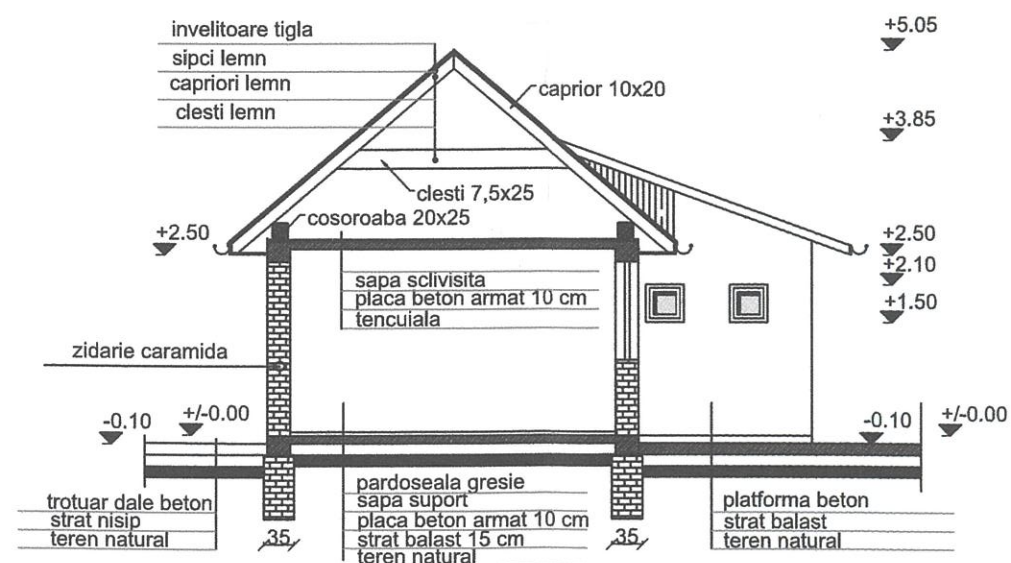 invelitoare tigla
sipci lemn
capriori lemn
clesti lemn
caprior 10x20
+5.05
+3.85
clesti 7,5x25
cosoroaba 20x25
+2.50
+2.50
+2.10
+1.50
sapa sclivisita
placa beton armat 10 cm
tencuiala
zidarie caramida
-0.10
+/-0.00
-0.10
+/-0.00
trotuar dale beton
strat nisip
teren natural
35
pardoseala gresie
sapa suport
placa beton armat 10 cm
strat balast 15 cm
teren natural
35
platforma beton
strat balast
teren natural